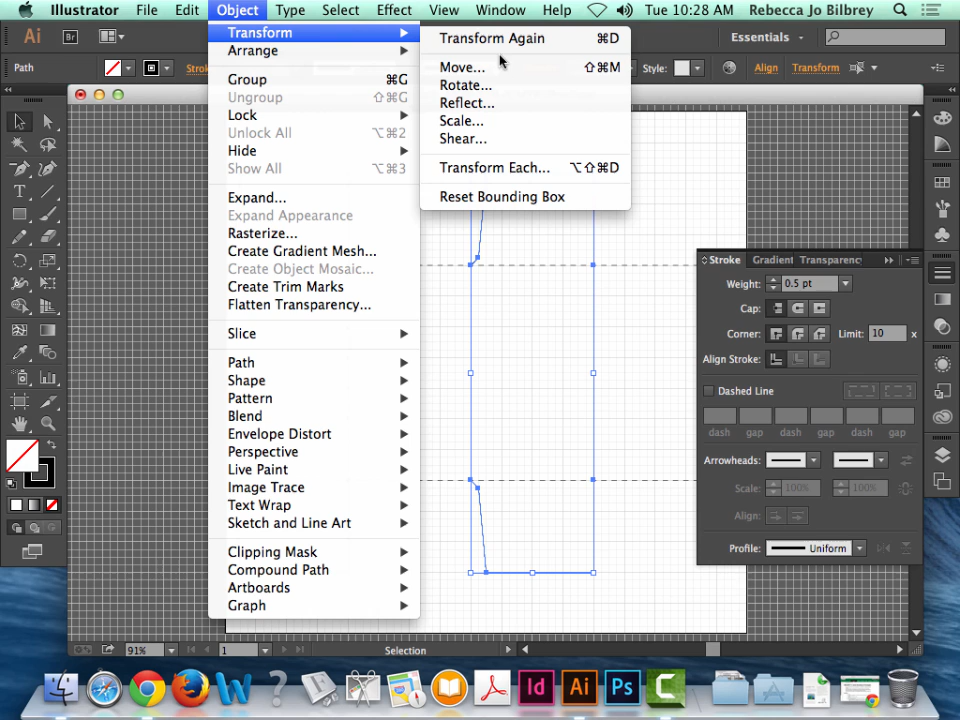 Illustrator File Edit Object Type Select Effect View Window Help Tue 10:28 AM Rebecca Jo Bilbrey
Ai Br Essentials
Path Style: Align Transform
Transform
Arrange
Group ⌘G
Ungroup ⇧⌘G
Lock
Unlock All ⌥⌘2
Hide
Show All ⌥⌘3
Expand...
Expand Appearance
Rasterize...
Create Gradient Mesh...
Create Object Mosaic...
Create Trim Marks
Flatten Transparency...
Slice
Path
Shape
Pattern
Blend
Envelope Distort
Perspective
Live Paint
Image Trace
Text Wrap
Sketch and Line Art
Clipping Mask
Compound Path
Artboards
Graph
Transform Again ⌘D
Move... ⇧⌘M
Rotate...
Reflect...
Scale...
Shear...
Transform Each... ⌥⇧⌘D
Reset Bounding Box
Stroke Gradient Transparency
Weight: 0.5 pt
Cap:
Corner: Limit: 10 x
Align Stroke:
Dashed Line
dash gap dash gap dash gap
Arrowheads:
Scale: 100% 100%
Align:
Profile: Uniform
91% 1 Selection
W ? Id Ai Ps C